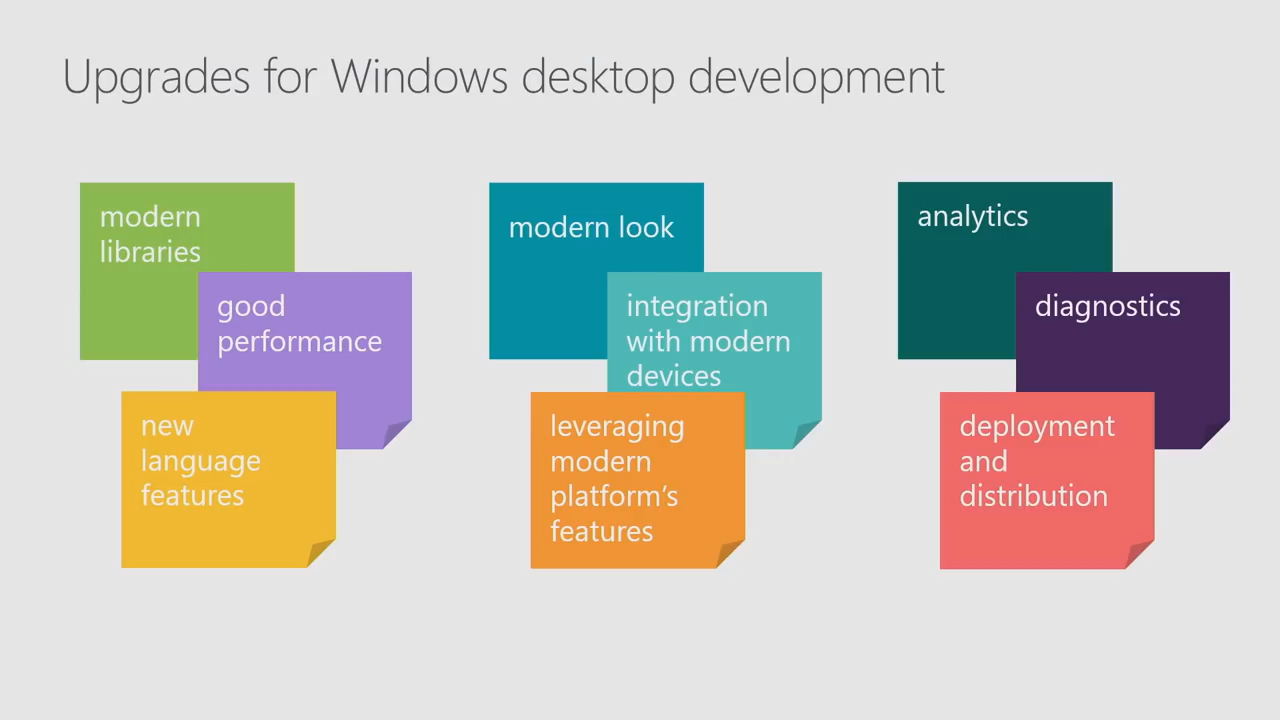 Upgrades for Windows desktop development
modern
libraries
good
performance
new
language
features
modern look
integration
with modern
devices
leveraging
modern
platform's
features
analytics
diagnostics
deployment
and
distribution